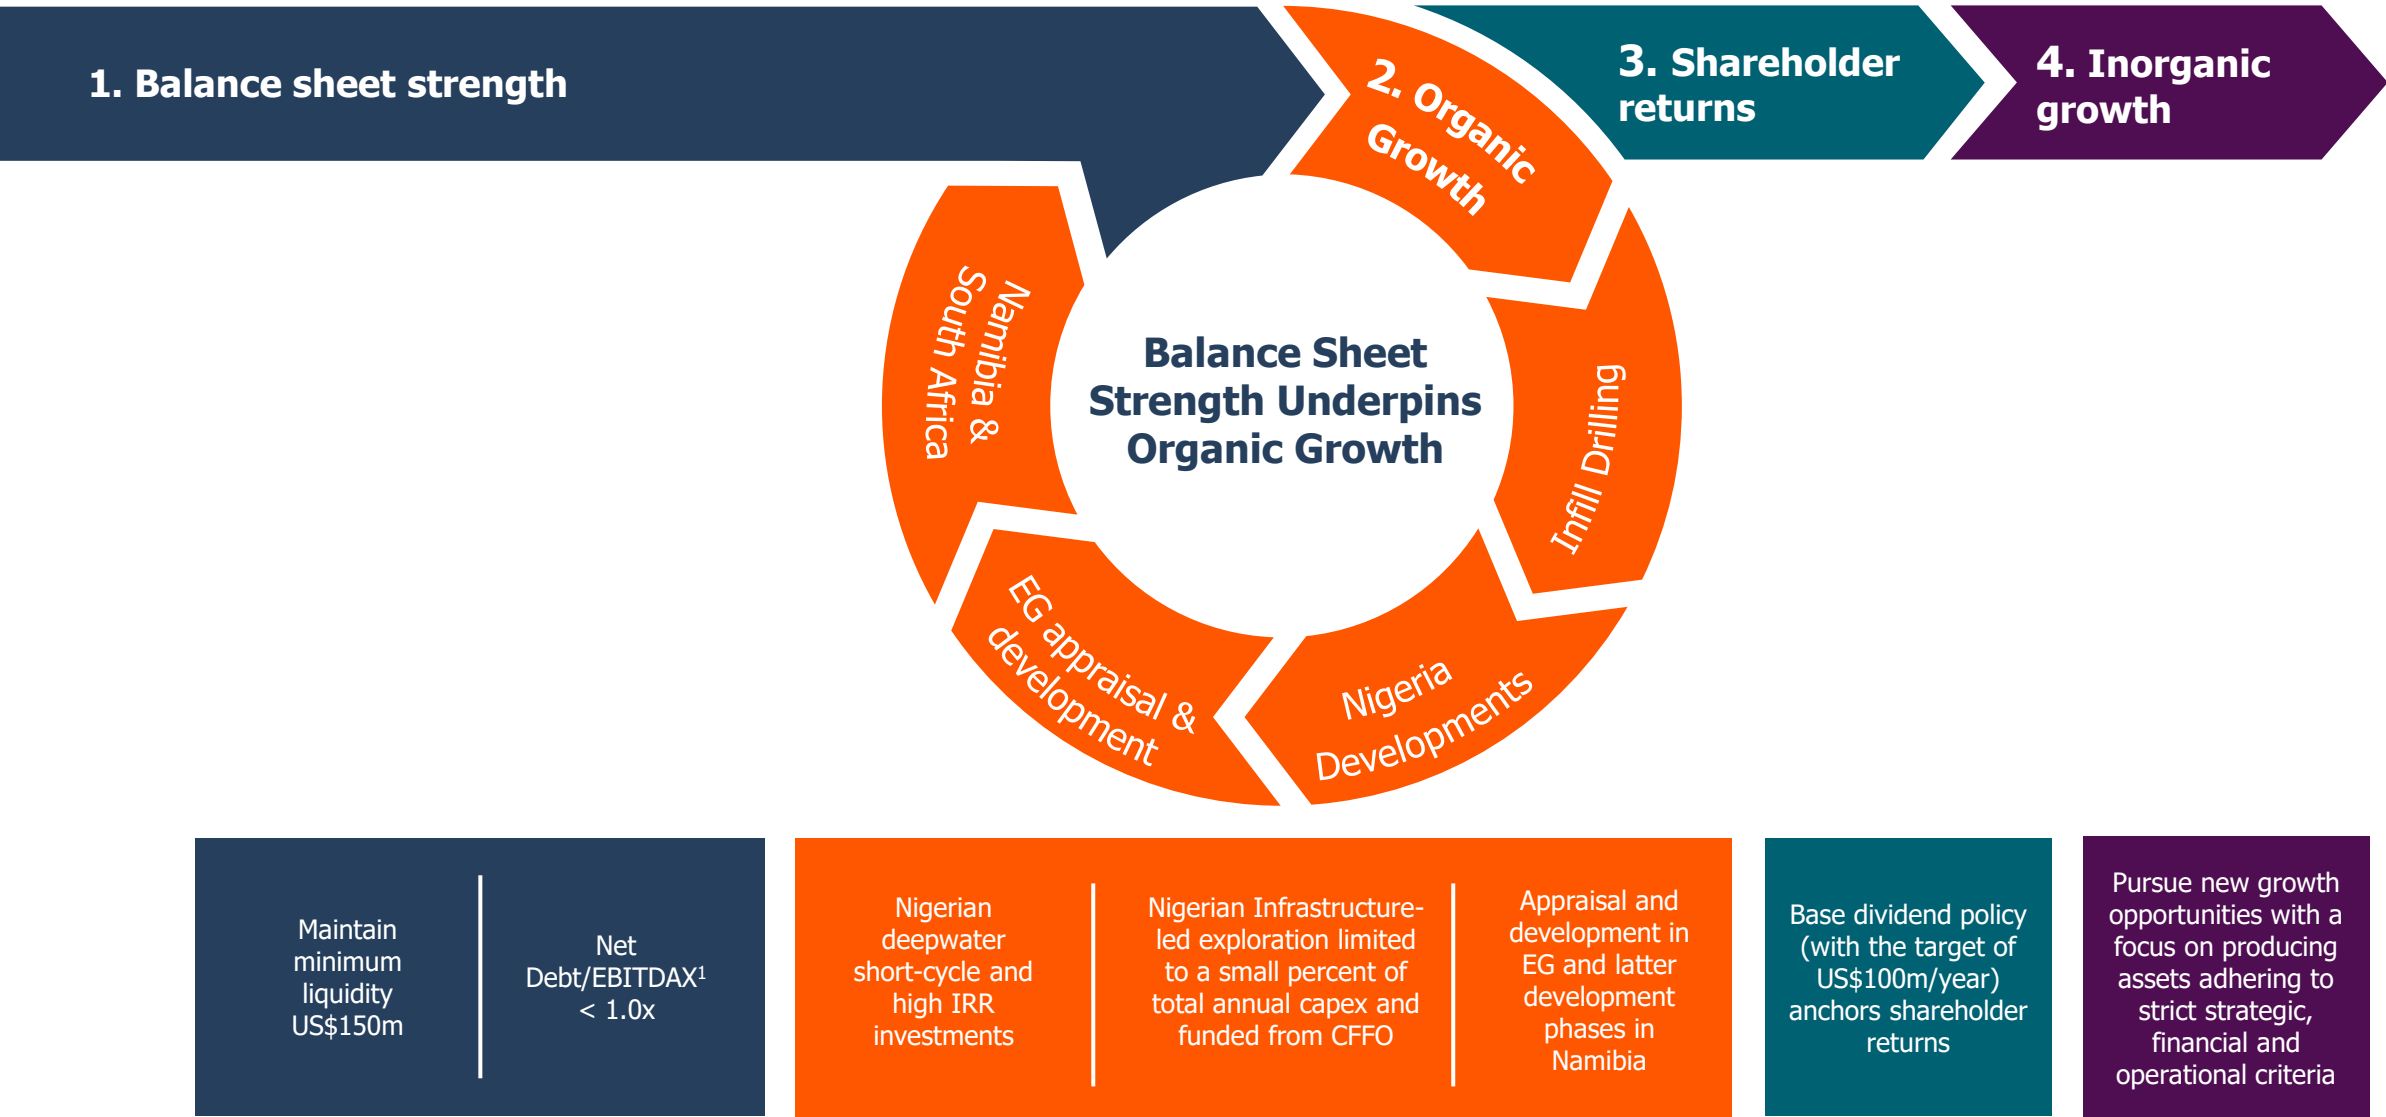 1. Balance sheet strength
2. Organic
Growth
3. Shareholder
returns
4. Inorganic
growth
Infill Drilling
Nigeria
Developments
EG appraisal &
development
Namibia &
South Africa
Balance Sheet
Strength Underpins
Organic Growth
Maintain
minimum
liquidity
US$150m
Net
Debt/EBITDAX¹
< 1.0x
Nigerian
deepwater
short-cycle and
high IRR
investments
Nigerian Infrastructure-
led exploration limited
to a small percent of
total annual capex and
funded from CFFO
Appraisal and
development in
EG and latter
development
phases in
Namibia
Base dividend policy
(with the target of
US$100m/year)
anchors shareholder
returns
Pursue new growth
opportunities with a
focus on producing
assets adhering to
strict strategic,
financial and
operational criteria